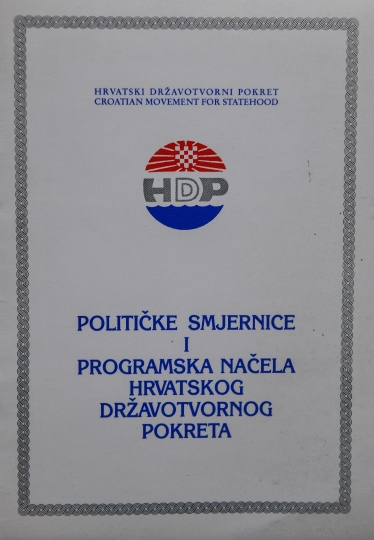 HRVATSKI DRŽAVOTVORNI POKRET
CROATIAN MOVEMENT FOR STATEHOOD
HDP
POLITIČKE SMJERNICE
I
PROGRAMSKA NAČELA
HRVATSKOG
DRŽAVOTVORNOG
POKRETA